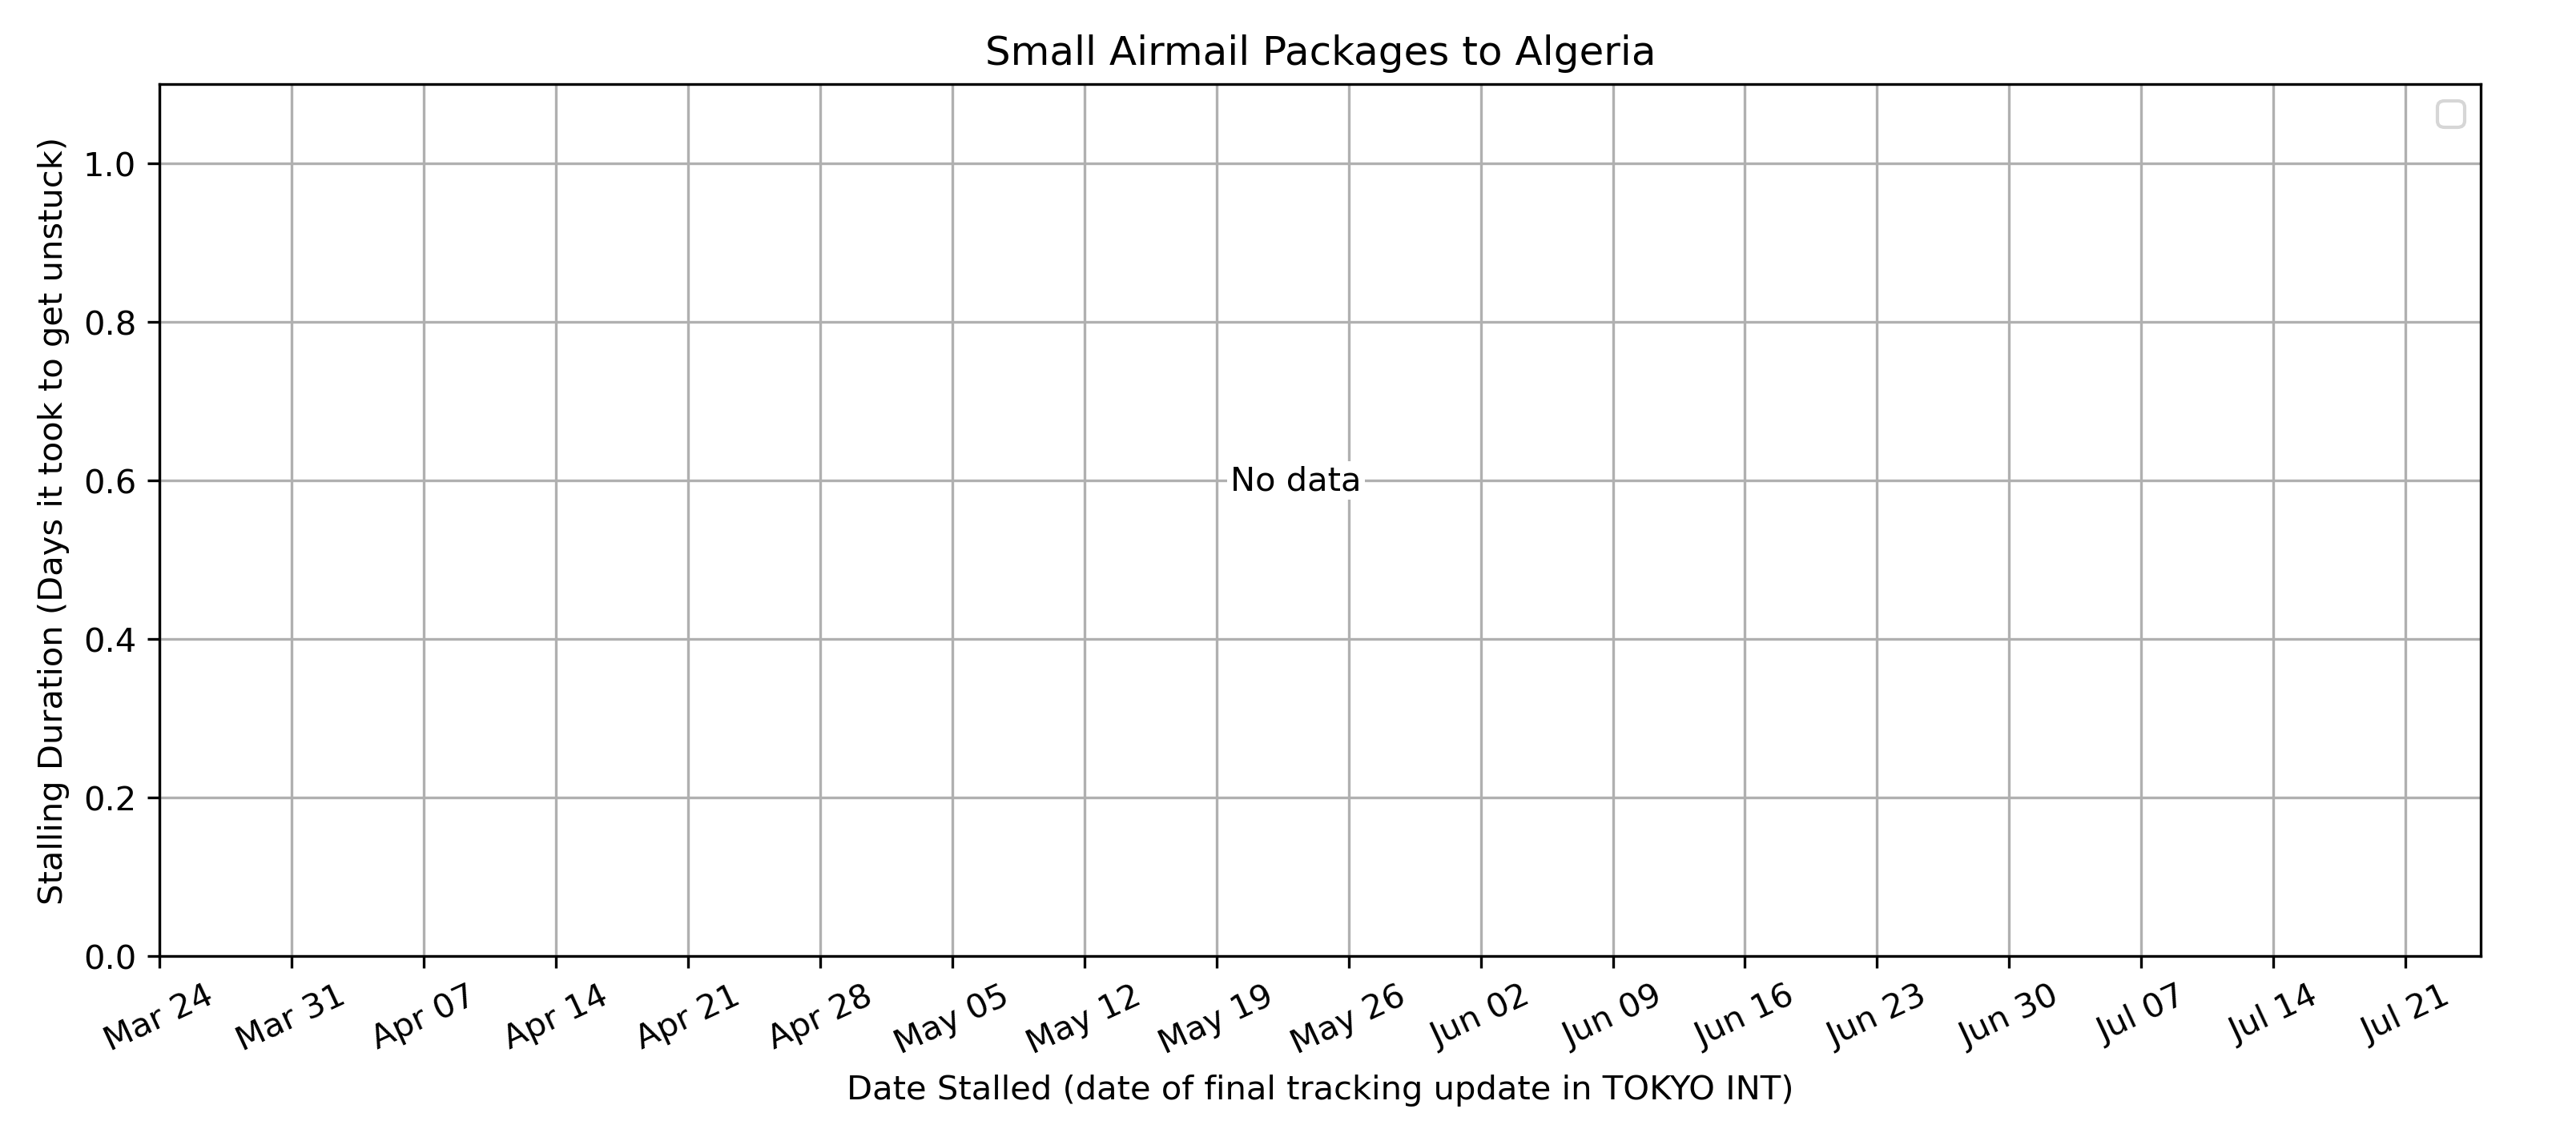 Small Airmail Packages to Algeria
Stalling Duration (Days it took to get unstuck)
1.0
0.8
0.6
0.4
0.2
0.0
No data
Mar 24 Mar 31 Apr 07 Apr 14 Apr 21 Apr 28 May 05 May 12 May 19 May 26 Jun 02 Jun 09 Jun 16 Jun 23 Jun 30 Jul 07 Jul 14 Jul 21
Date Stalled (date of final tracking update in TOKYO INT)